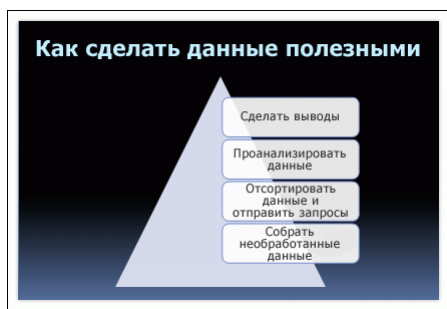 Как сделать данные полезными
Сделать выводы
Проанализировать
данные
Отсортировать
данные и
отправить запросы
Собрать
необработанные
данные